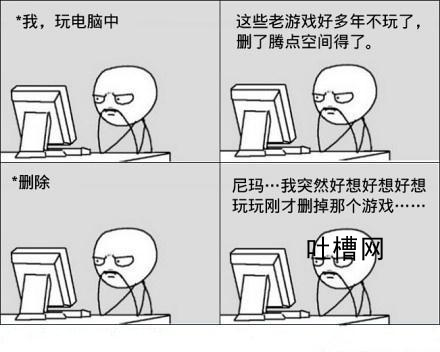 *我，玩电脑中
这些老游戏好多年不玩了，
删了腾点空间得了。
*删除
尼玛…我突然好想好想好想
玩玩刚才删掉那个游戏……
吐槽网